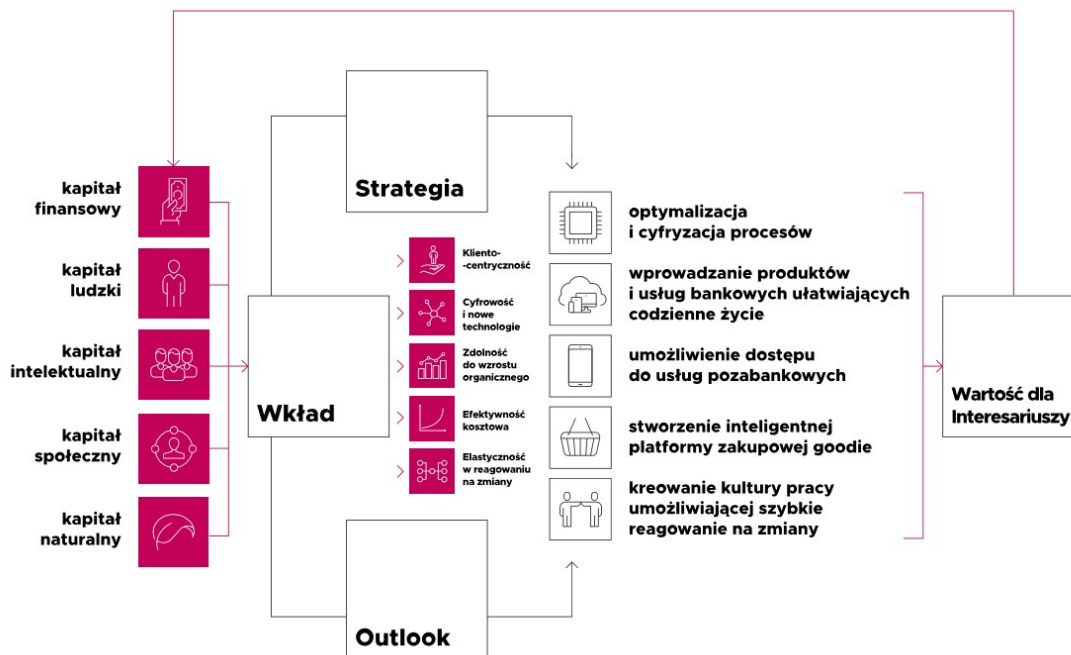 kapitał
finansowy
kapitał
ludzki
kapitał
intelektualny
kapitał
społeczny
kapitał
naturalny
Wkład
Strategia
Kliento-
-centryczność
Cyfrowość
i nowe
technologie
Zdolność
do wzrostu
organicznego
Efektywność
kosztowa
Elastyczność
w reagowaniu
na zmiany
Outlook
optymalizacja
i cyfryzacja procesów
wprowadzanie produktów
i usług bankowych ułatwiających
codzienne życie
umożliwienie dostępu
do usług pozabankowych
stworzenie inteligentnej
platformy zakupowej goodie
kreowanie kultury pracy
umożliwiającej szybkie
reagowanie na zmiany
Wartość dla
Interesariuszy